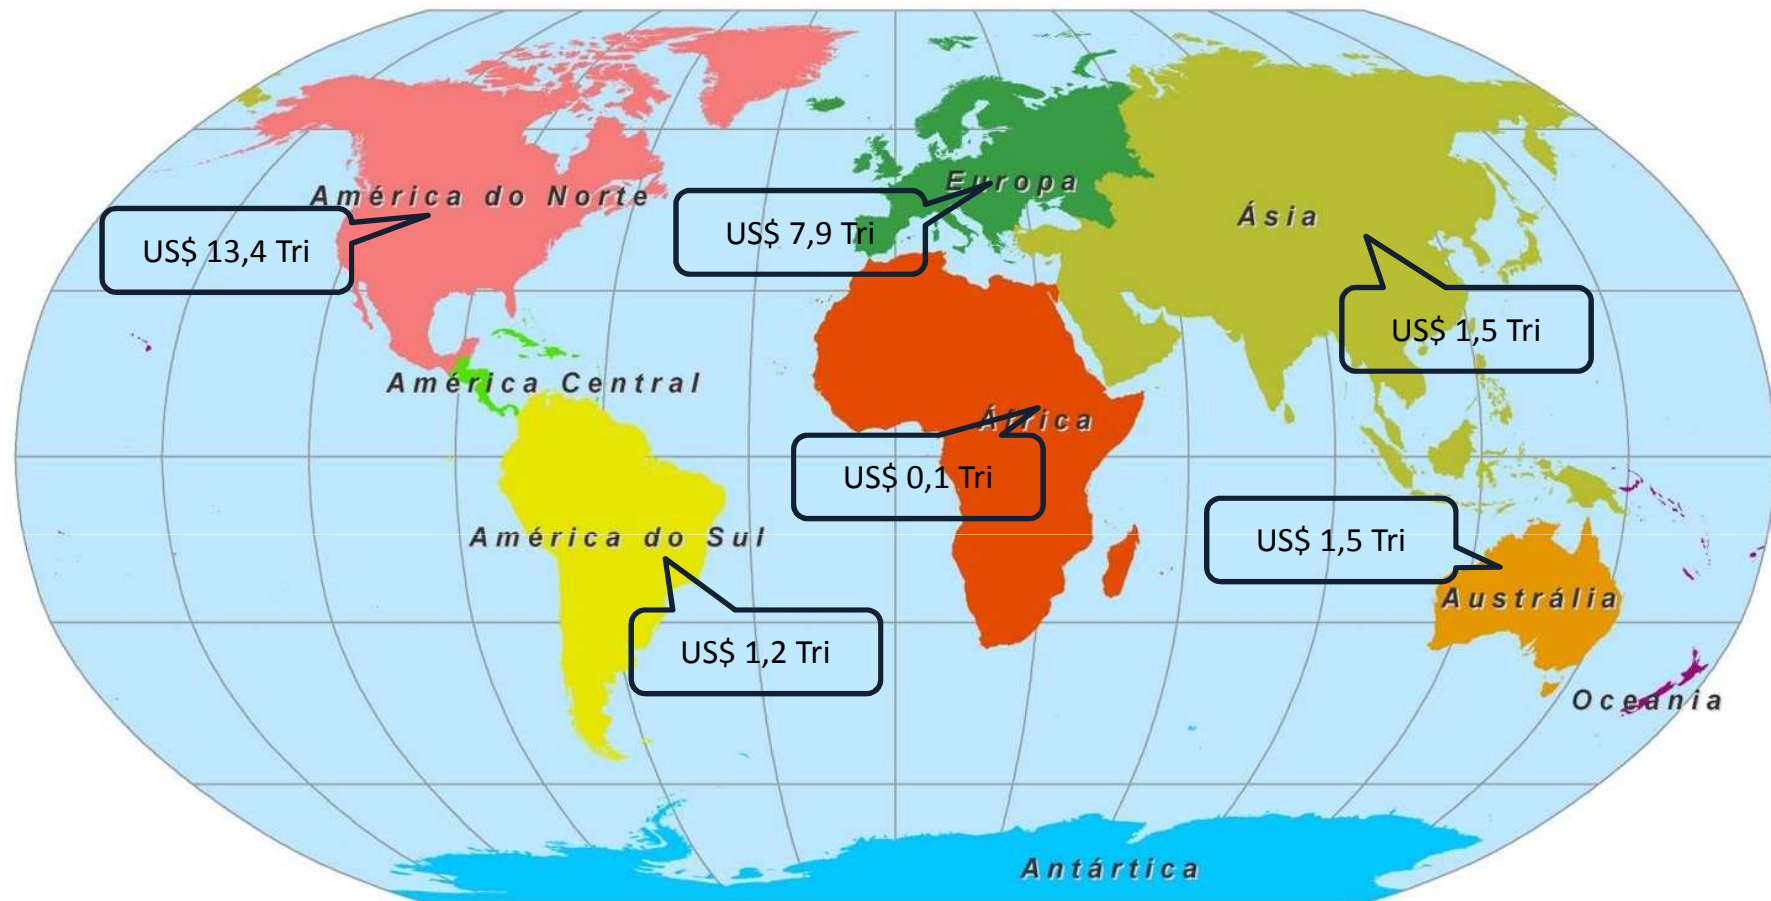 América do Norte
US$ 13,4 Tri
Europa
US$ 7,9 Tri
Ásia
US$ 1,5 Tri
América Central
África
US$ 0,1 Tri
América do Sul
US$ 1,2 Tri
US$ 1,5 Tri
Austrália
Oceania
Antártica